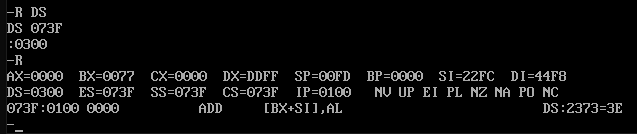 -R DS
DS 073F
:0300
-R
AX=0000  BX=0077  CX=0000  DX=DDFF  SP=00FD  BP=0000  SI=22FC  DI=44F8
DS=0300  ES=073F  SS=073F  CS=073F  IP=0100   NV UP EI PL NZ NA PO NC
073F:0100 0000          ADD     [BX+SI],AL                         DS:2373=3E
-_